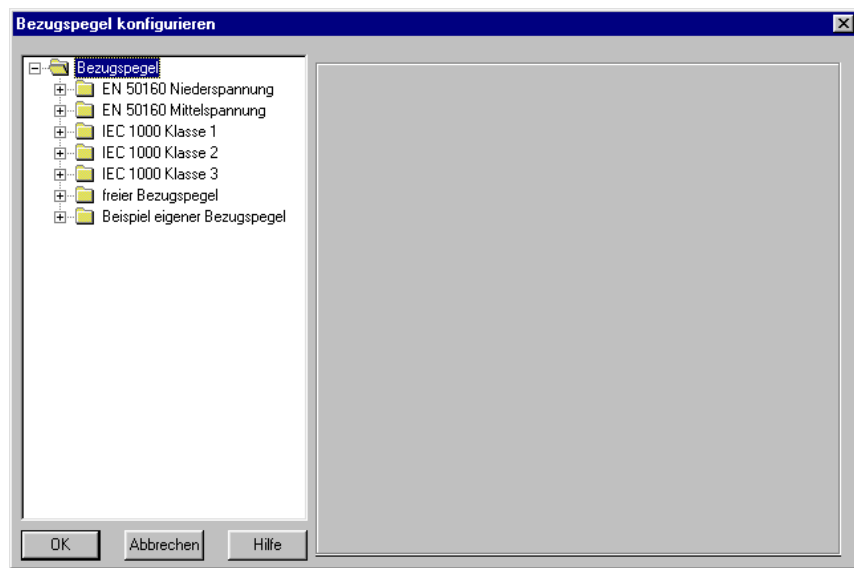 Bezugspegel konfigurieren
Bezugspegel
EN 50160 Niederspannung
EN 50160 Mittelspannung
IEC 1000 Klasse 1
IEC 1000 Klasse 2
IEC 1000 Klasse 3
freier Bezugspegel
Beispiel eigener Bezugspegel
OK Abbrechen Hilfe